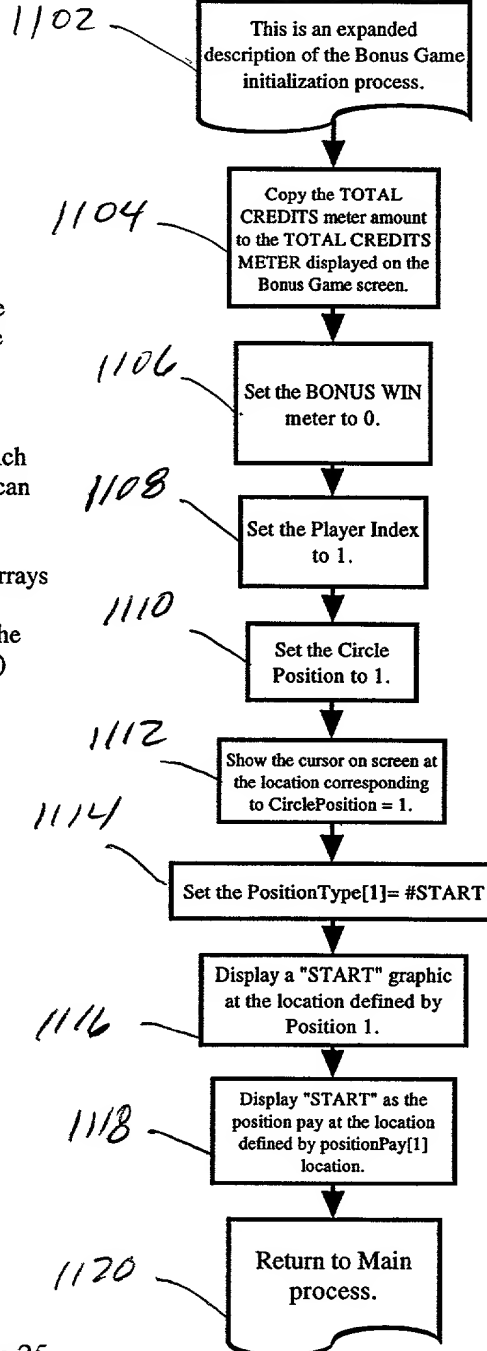 1102
This is an expanded
description of the Bonus Game
initialization process.
1104
Copy the TOTAL
CREDITS meter amount
to the TOTAL CREDITS
METER displayed on the
Bonus Game screen.
1106
Set the BONUS WIN
meter to 0.
can
1108
Set the Player Index
to 1.
1110
Set the Circle
Position to 1.
1112
Show the cursor on screen at
the location corresponding
to CirclePosition = 1.
1114
Set the PositionType[1]= #START
1116
Display a "START" graphic
at the location defined by
Position 1.
1118
Display "START" as the
position pay at the location
defined by positionPay[1]
location.
1120
Return to Main
process.